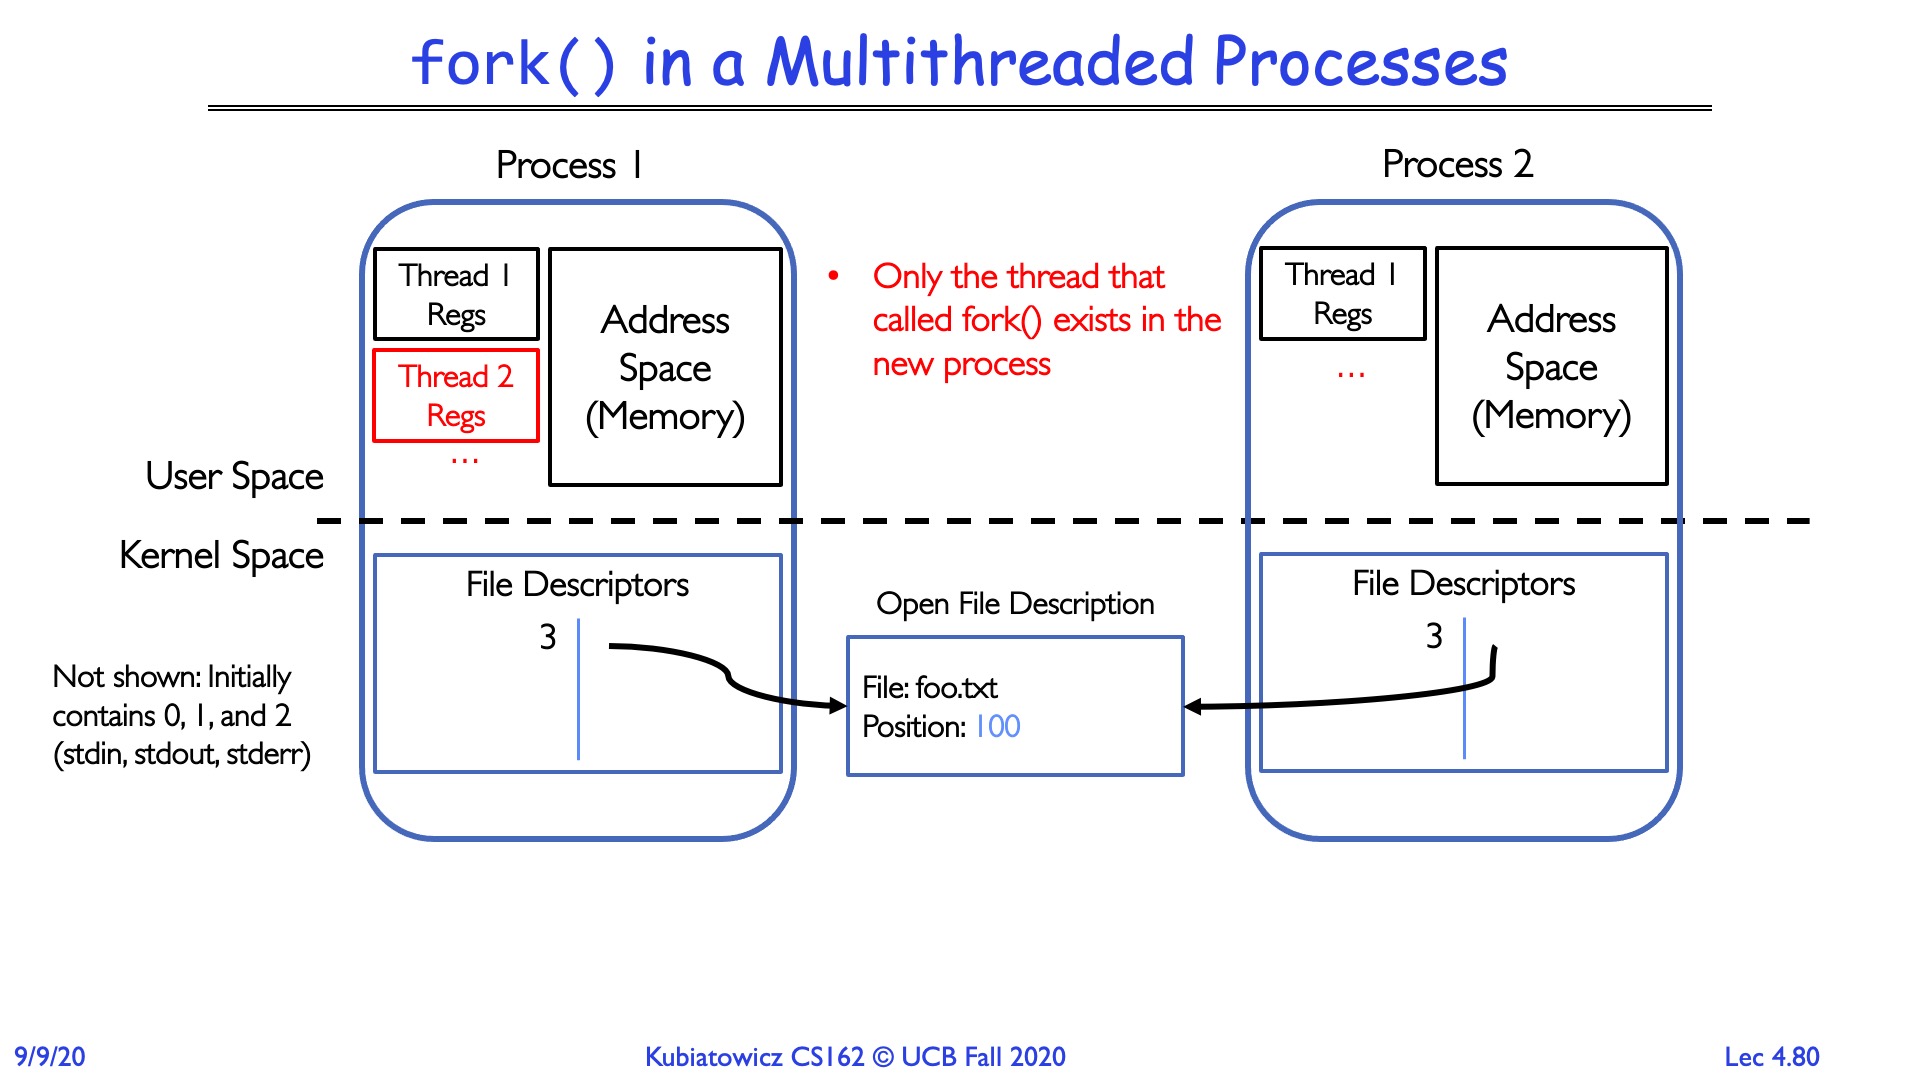 fork() in a Multithreaded Processes
Process 1
Process 2
Thread 1
Regs
Thread 2
Regs
...
Address
Space
(Memory)
• Only the thread that
called fork() exists in the
new process
Thread 1
Regs
...
Address
Space
(Memory)
User Space
Kernel Space
File Descriptors
3
Open File Description
File: foo.txt
Position: 100
File Descriptors
3
Not shown: Initially
contains 0, 1, and 2
(stdin, stdout, stderr)
9/9/20
Kubiatowicz CS162 © UCB Fall 2020
Lec 4.80